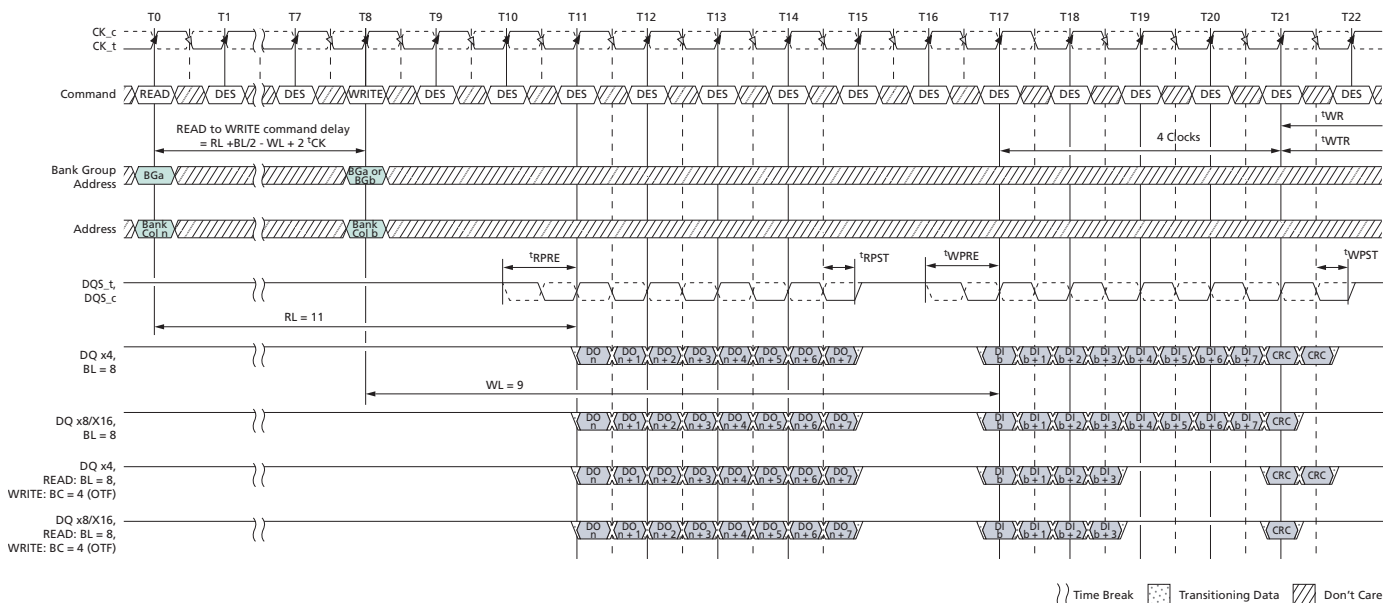 T0 T1 T7 T8 T9 T10 T11 T12 T13 T14 T15 T16 T17 T18 T19 T20 T21 T22
CK_c
CK_t
Command READ DES DES WRITE DES DES DES DES DES DES DES DES DES DES DES DES DES DES
READ to WRITE command delay
= RL +BL/2 - WL + 2 tCK
4 Clocks
tWR
tWTR
Bank Group
Address
BGa
BGa or
BGb
Address
Bank
Col n
Bank
Col b
tRPRE tRPST tWPRE tWPST
DQS_t,
DQS_c
RL = 11
DQ x4,
BL = 8
DO n DO n + 1 DO n + 2 DO n + 3 DO n + 4 DO n + 5 DO n + 6 DO n + 7 DI b DI b + 1 DI b + 2 DI b + 3 DI b + 4 DI b + 5 DI b + 6 DI b + 7 CRC CRC
WL = 9
DQ x8/X16,
BL = 8
DO n DO n + 1 DO n + 2 DO n + 3 DO n + 4 DO n + 5 DO n + 6 DO n + 7 DI b DI b + 1 DI b + 2 DI b + 3 DI b + 4 DI b + 5 DI b + 6 DI b + 7 CRC
DQ x4,
READ: BL = 8,
WRITE: BC = 4 (OTF)
DO n DO n + 1 DO n + 2 DO n + 3 DO n + 4 DO n + 5 DO n + 6 DO n + 7 DI b DI b + 1 DI b + 2 DI b + 3 CRC CRC
DQ x8/X16,
READ: BL = 8,
WRITE: BC = 4 (OTF)
DO n DO n + 1 DO n + 2 DO n + 3 DO n + 4 DO n + 5 DO n + 6 DO n + 7 DI b DI b + 1 DI b + 2 DI b + 3 CRC
Time Break Transitioning Data Don't Care